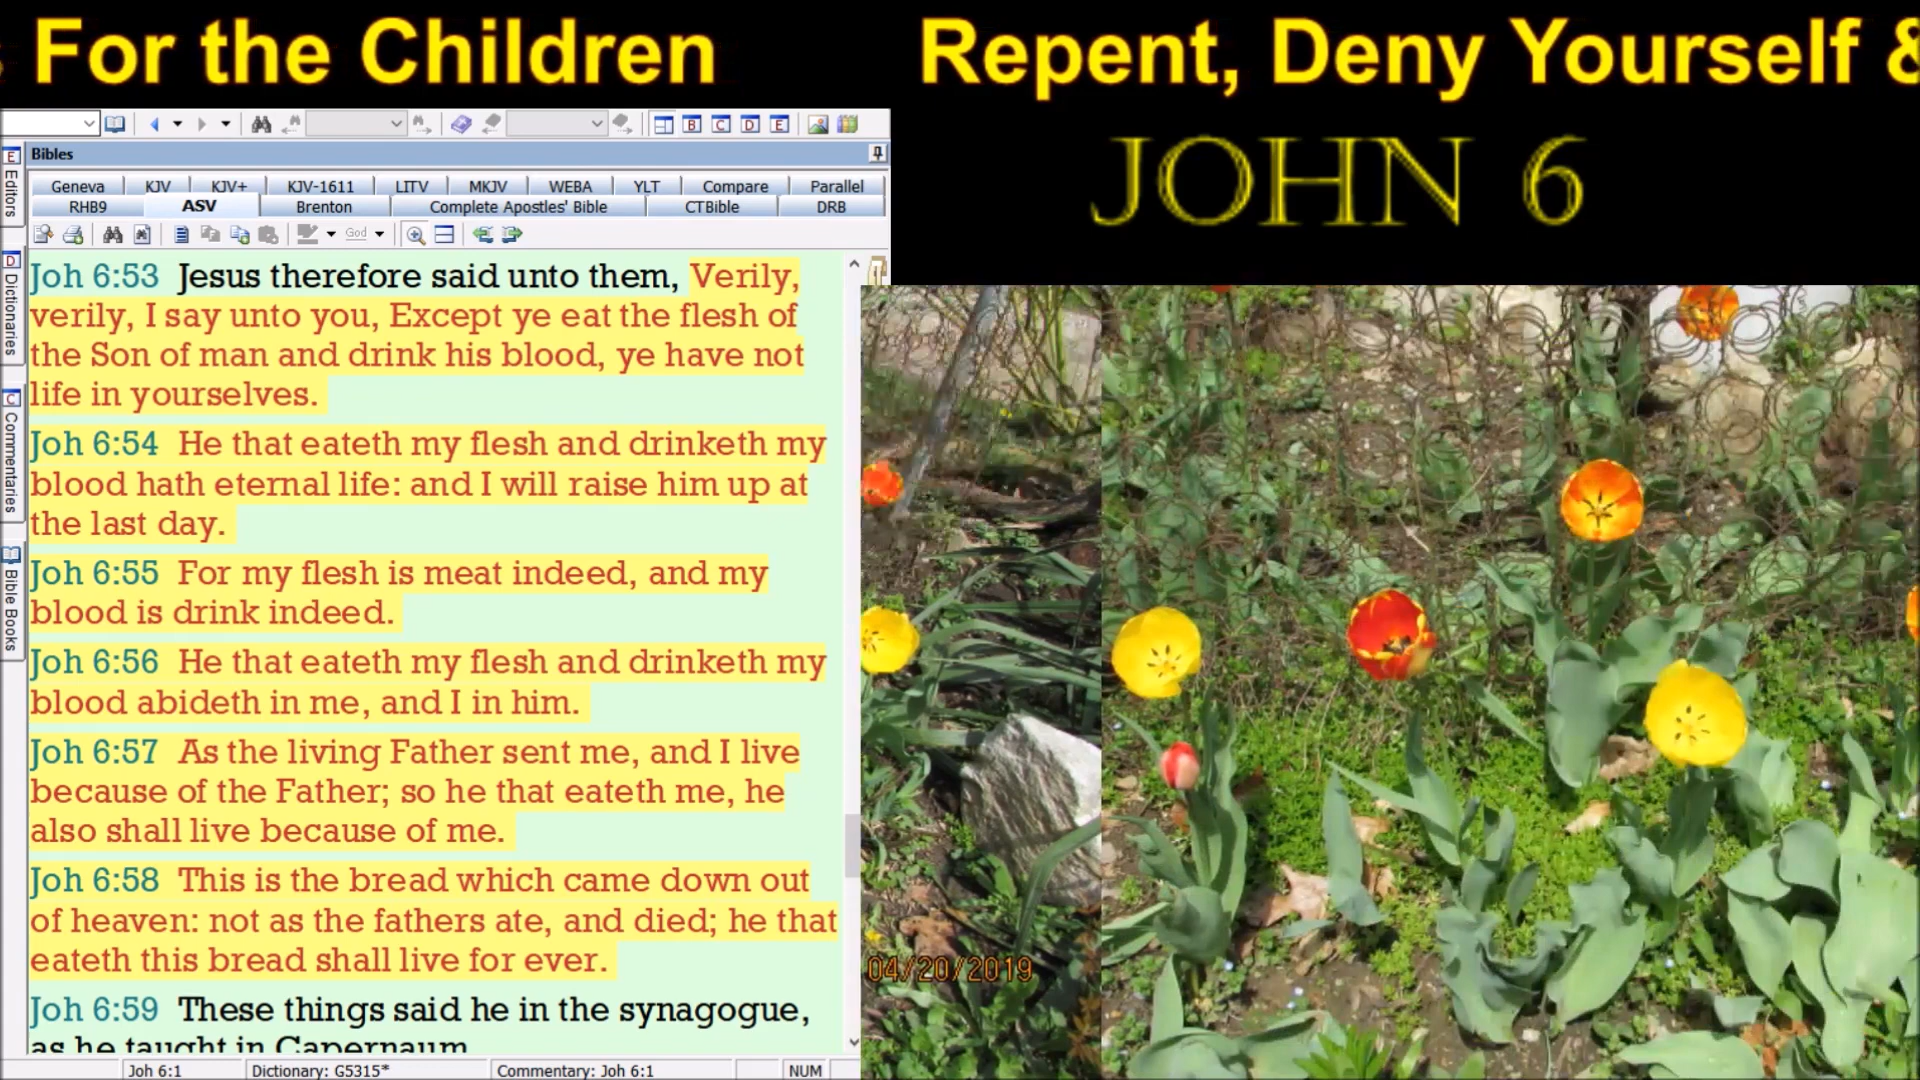 For the Children
Repent, Deny Yourself &
JOHN 6
Bibles
Geneva KJV KJV+ KJV-1611 LITV MKJV WEBA YLT Compare Parallel
RHB9 ASV Brenton Complete Apostles' Bible CTBible DRB
E Editors
D Dictionaries
C Commentaries
Bible Books
B C D E
God
Joh 6:53 Jesus therefore said unto them, Verily,
verily, I say unto you, Except ye eat the flesh of
the Son of man and drink his blood, ye have not
life in yourselves.
Joh 6:54 He that eateth my flesh and drinketh my
blood hath eternal life: and I will raise him up at
the last day.
Joh 6:55 For my flesh is meat indeed, and my
blood is drink indeed.
Joh 6:56 He that eateth my flesh and drinketh my
blood abideth in me, and I in him.
Joh 6:57 As the living Father sent me, and I live
because of the Father; so he that eateth me, he
also shall live because of me.
Joh 6:58 This is the bread which came down out
of heaven: not as the fathers ate, and died; he that
eateth this bread shall live for ever.
Joh 6:59 These things said he in the synagogue,
as he taught in Capernaum
Joh 6:1 Dictionary: G5315* Commentary: Joh 6:1 NUM
04/20/2019